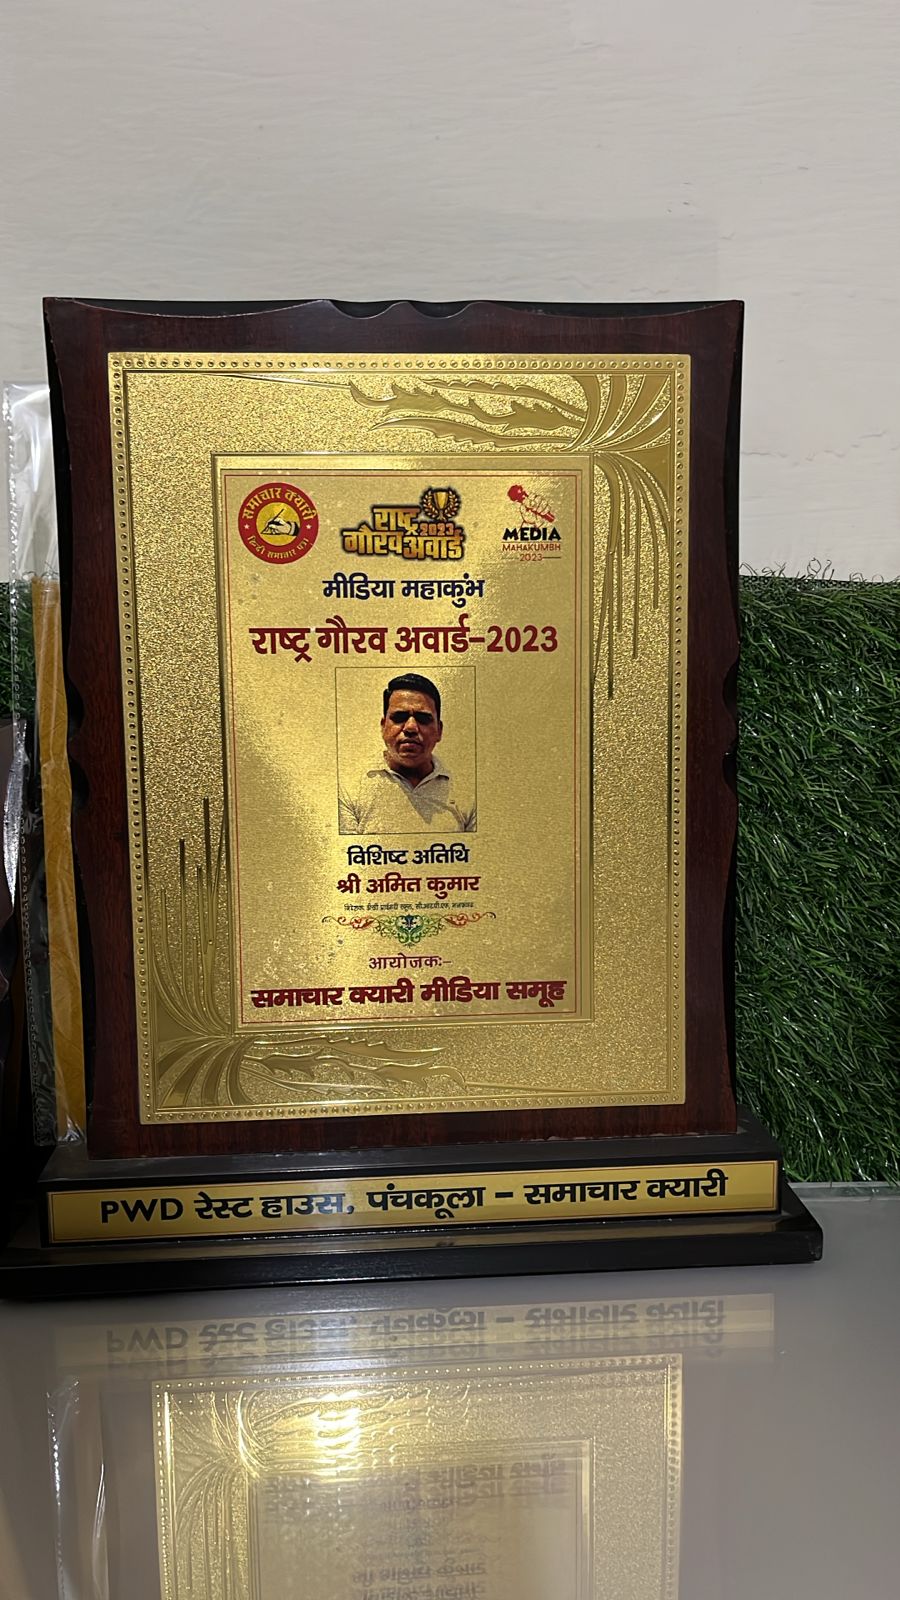 समाचार क्यारी
हिन्दी समाचार पत्र
राष्ट्र
2023
गौरव अवार्ड
MEDIA
MAHAKUMBH
2023
मीडिया महाकुंभ
राष्ट्र गौरव अवार्ड-2023
विशिष्ट अतिथि
श्री अमित कुमार
आयोजक:-
समाचार क्यारी मीडिया समूह
PWD रेस्ट हाउस, पंचकूला - समाचार क्यारी